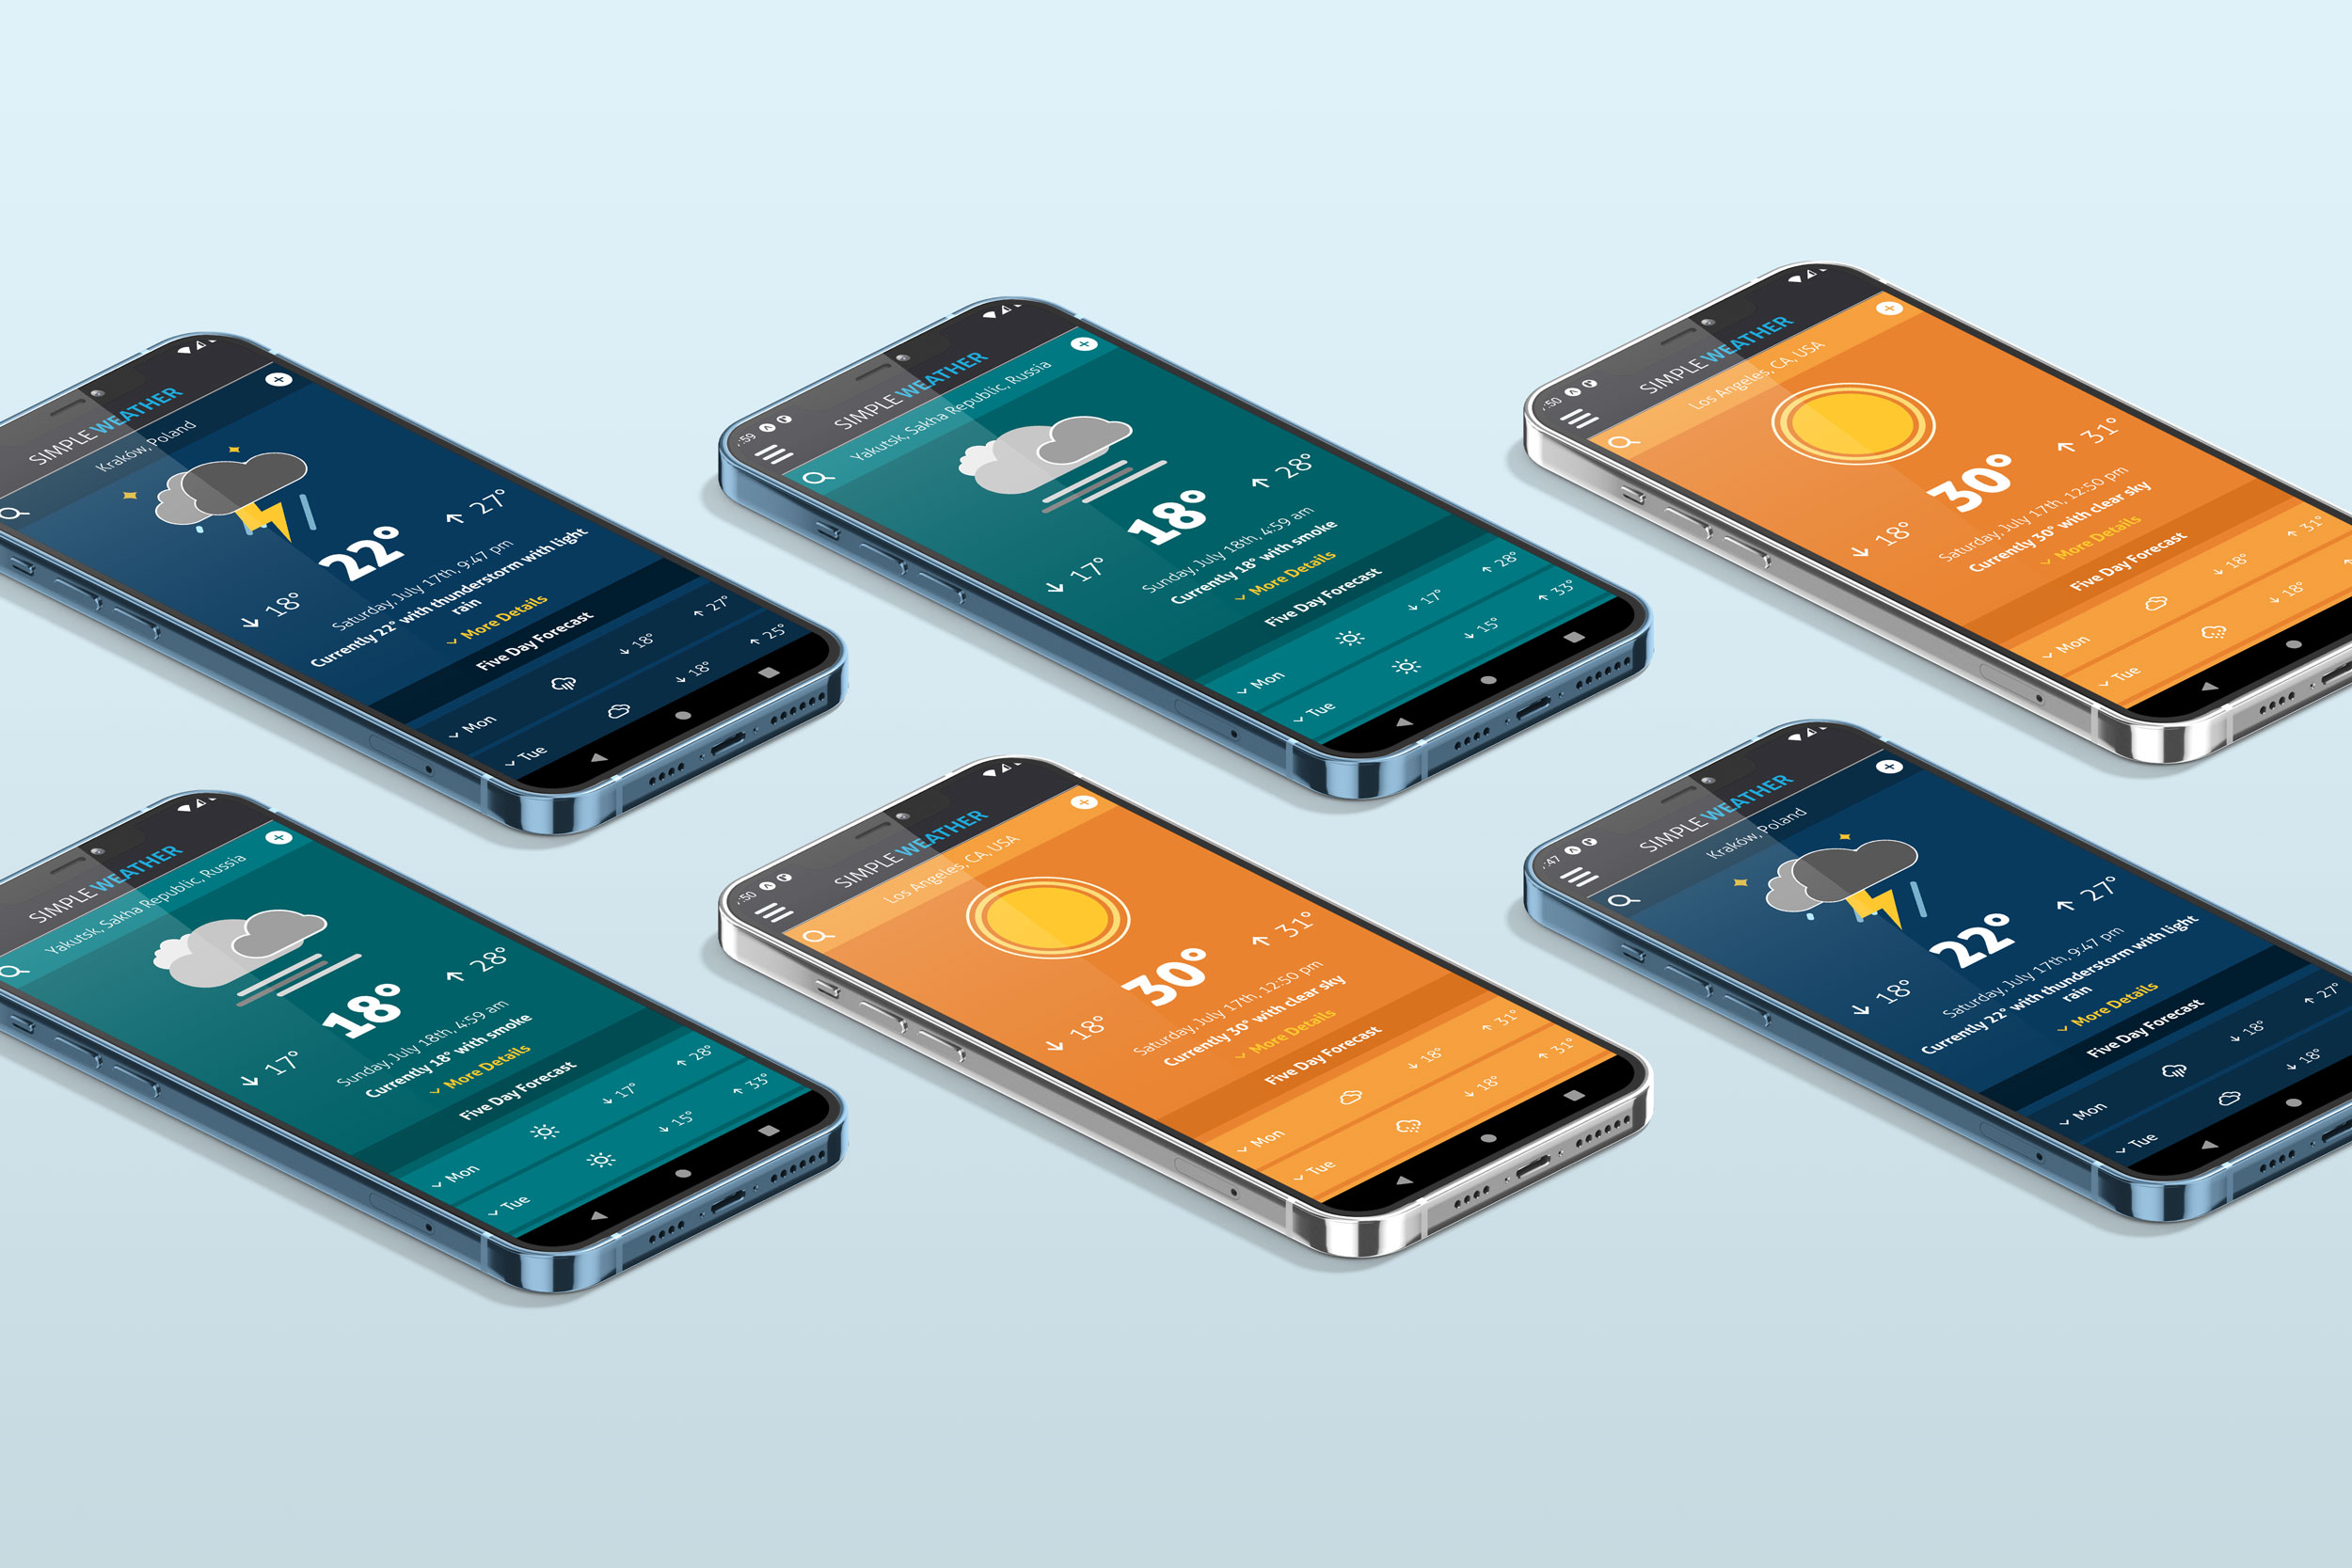 SIMPLE WEATHER
Kraków, Poland
22°
18°
27°
Saturday, July 17th, 9:47 pm
Currently 22° with thunderstorm with light
rain
More Details
Five Day Forecast
Mon 18° 27°
Tue 18° 25°
:59
SIMPLE WEATHER
Yakutsk, Sakha Republic, Russia
18°
17°
28°
Sunday, July 18th, 4:59 am
Currently 18° with smoke
More Details
Five Day Forecast
Mon 17° 28°
Tue 15° 33°
:50
SIMPLE WEATHER
Los Angeles, CA, USA
30°
18°
31°
Saturday, July 17th, 12:50 pm
Currently 30° with clear sky
More Details
Five Day Forecast
Mon 18° 31°
Tue 18°
SIMPLE WEATHER
Yakutsk, Sakha Republic, Russia
18°
17°
28°
Sunday, July 18th, 4:59 am
Currently 18° with smoke
More Details
Five Day Forecast
Mon 17° 28°
Tue 15° 33°
:50
SIMPLE WEATHER
Los Angeles, CA, USA
30°
18°
31°
Saturday, July 17th, 12:50 pm
Currently 30° with clear sky
More Details
Five Day Forecast
Mon 18° 31°
Tue 18° 31°
:47
SIMPLE WEATHER
Kraków, Poland
22°
18°
27°
Saturday, July 17th, 9:47 pm
Currently 22° with thunderstorm with light
rain
More Details
Five Day Forecast
Mon 18° 27°
Tue 18°